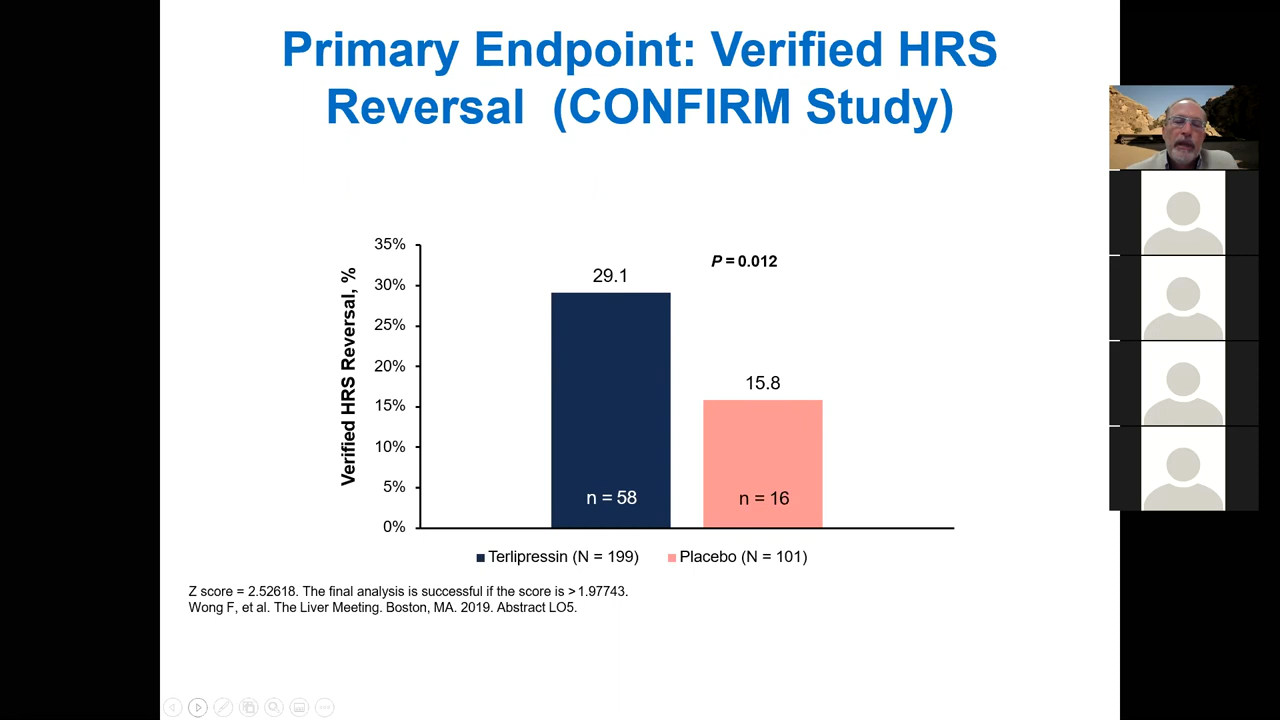 Primary Endpoint: Verified HRS
Reversal (CONFIRM Study)
Verified HRS Reversal, %
35%
30%
25%
20%
15%
10%
5%
0%
29.1
P = 0.012
15.8
n = 58
n = 16
Terlipressin (N = 199)
Placebo (N = 101)
Z score = 2.52618. The final analysis is successful if the score is > 1.97743.
Wong F, et al. The Liver Meeting. Boston, MA. 2019. Abstract LO5.